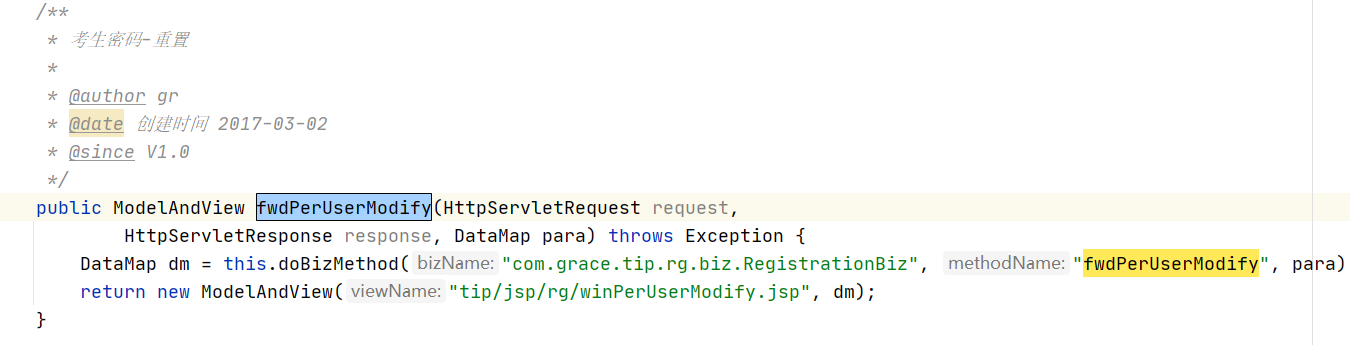 /**
* 考生密码-重置
*
* @author gr
* @date 创建时间 2017-03-02
* @since V1.0
*/
public ModelAndView fwdPerUserModify(HttpServletRequest request,
HttpServletResponse response, DataMap para) throws Exception {
DataMap dm = this.doBizMethod( bizName: "com.grace.tip.rg.biz.RegistrationBiz", methodName: "fwdPerUserModify", para)
return new ModelAndView( viewName: "tip/jsp/rg/winPerUserModify.jsp", dm);
}